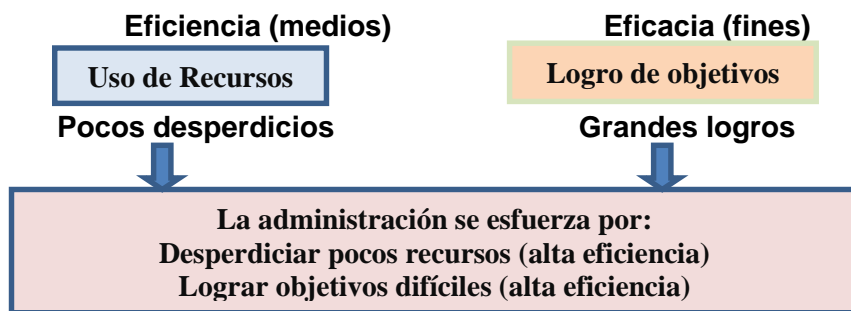 Eficiencia (medios)
Eficacia (fines)
Uso de Recursos
Logro de objetivos
Pocos desperdicios
Grandes logros
La administración se esfuerza por:
Desperdiciar pocos recursos (alta eficiencia)
Lograr objetivos difíciles (alta eficiencia)